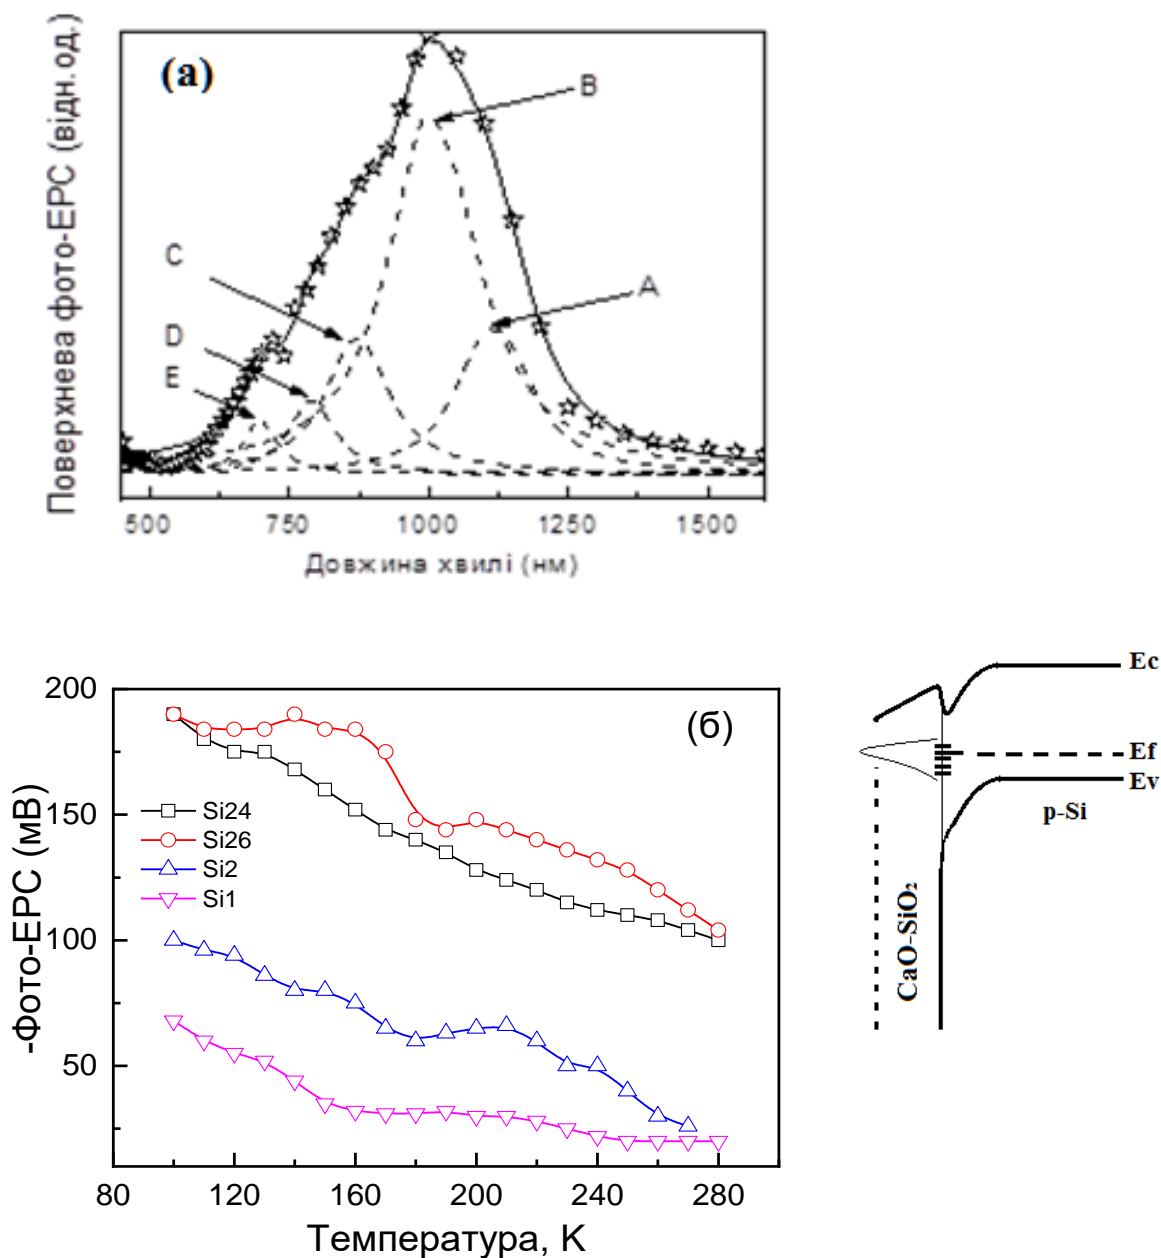 (a)
Поверхнева фото-ЕРС (відн.од.)
B
C
A
D
E
500 750 1000 1250 1500
Довжина хвилі (нм)
200
(б)
150
100
50
-Фото-ЕРС (мВ)
Si24
Si26
Si2
Si1
80 120 160 200 240 280
Температура, К
Ec
Ef
Ev
p-Si
CaO-SiO₂